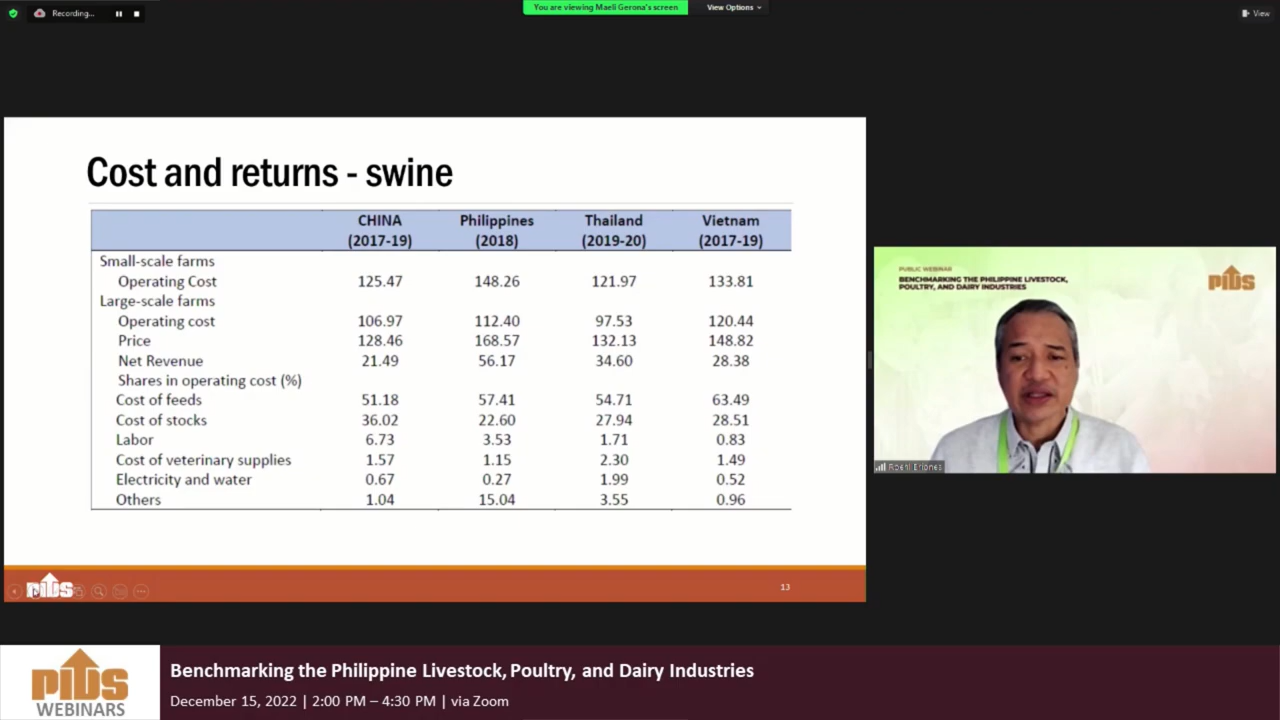 Recording...
You are viewing Maeli Gerona's screen
View Options
View
Cost and returns - swine
CHINA (2017-19) Philippines (2018) Thailand (2019-20) Vietnam (2017-19)
Small-scale farms
Operating Cost 125.47 148.26 121.97 133.81
Large-scale farms
Operating cost 106.97 112.40 97.53 120.44
Price 128.46 168.57 132.13 148.82
Net Revenue 21.49 56.17 34.60 28.38
Shares in operating cost (%)
Cost of feeds 51.18 57.41 54.71 63.49
Cost of stocks 36.02 22.60 27.94 28.51
Labor 6.73 3.53 1.71 0.83
Cost of veterinary supplies 1.57 1.15 2.30 1.49
Electricity and water 0.67 0.27 1.99 0.52
Others 1.04 15.04 3.55 0.96
PIDS
13
PUBLIC WEBINAR
BENCHMARKING THE PHILIPPINE LIVESTOCK,
POULTRY, AND DAIRY INDUSTRIES
PIDS
Roehl Briones
PIDS
WEBINARS
Benchmarking the Philippine Livestock, Poultry, and Dairy Industries
December 15, 2022 | 2:00 PM – 4:30 PM | via Zoom